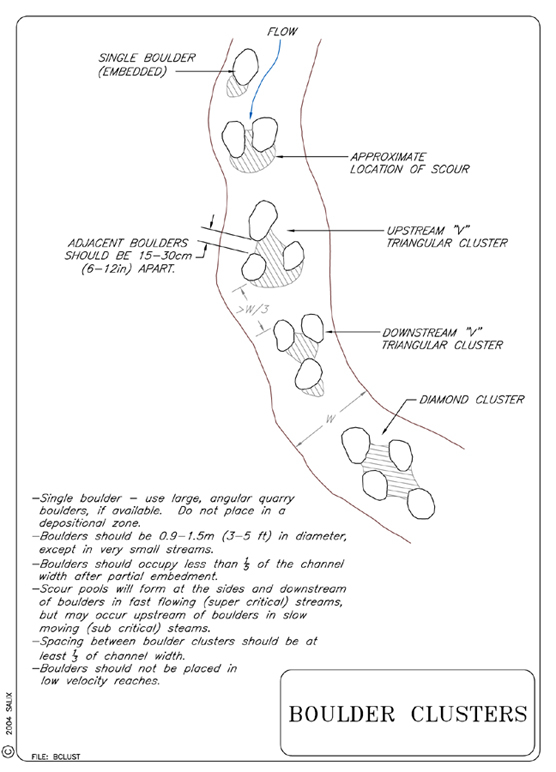 FLOW
SINGLE BOULDER
(EMBEDDED)
APPROXIMATE
LOCATION OF SCOUR
UPSTREAM "V"
TRIANGULAR CLUSTER
ADJACENT BOULDERS
SHOULD BE 15-30cm
(6-12in) APART.
>W/3
DOWNSTREAM "V"
TRIANGULAR CLUSTER
W
DIAMOND CLUSTER
-Single boulder - use large, angular quarry
boulders, if available. Do not place in a
depositional zone.
-Boulders should be 0.9-1.5m (3-5 ft) in diameter,
except in very small streams.
-Boulders should occupy less than 1/5 of the channel
width after partial embedment.
-Scour pools will form at the sides and downstream
of boulders in fast flowing (super critical) streams,
but may occur upstream of boulders in slow
moving (sub critical) steams.
-Spacing between boulder clusters should be at
least 1/3 of channel width.
-Boulders should not be placed in
low velocity reaches.
BOULDER CLUSTERS
© 2004 SALIX
FILE: BCLUST